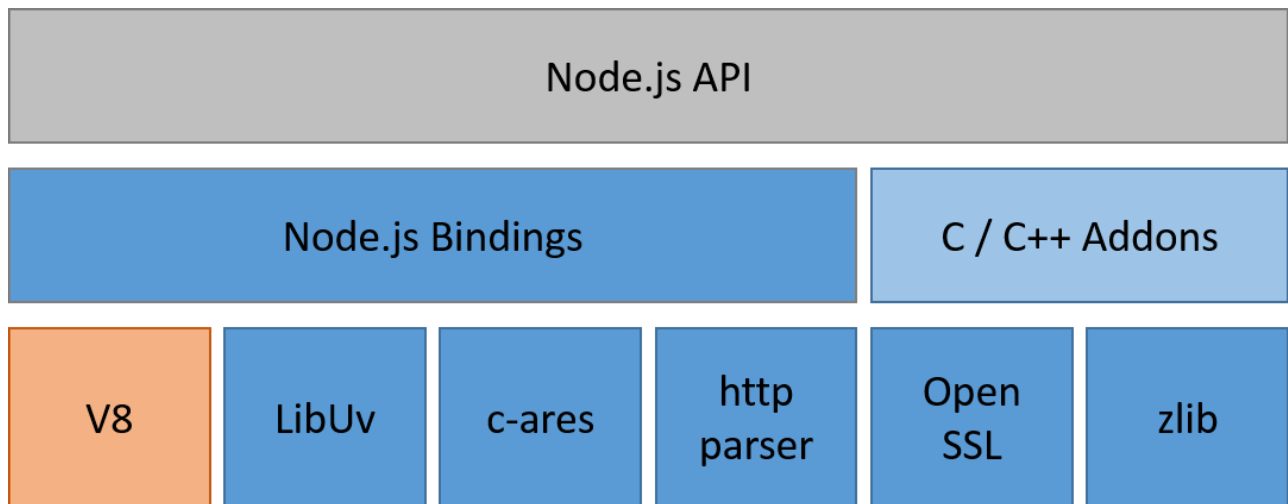 Node.js API
Node.js Bindings
C / C++ Addons
V8
LibUv
c-ares
http
parser
Open
SSL
zlib